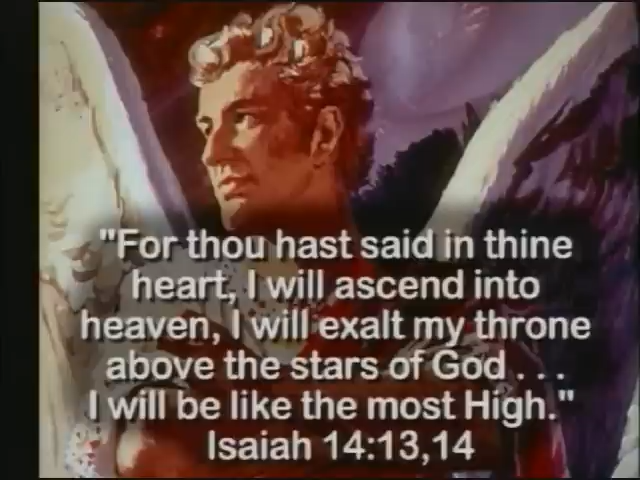 "For thou hast said in thine
heart, I will ascend into
heaven, I will exalt my throne
above the stars of God . . .
I will be like the most High."
Isaiah 14:13,14